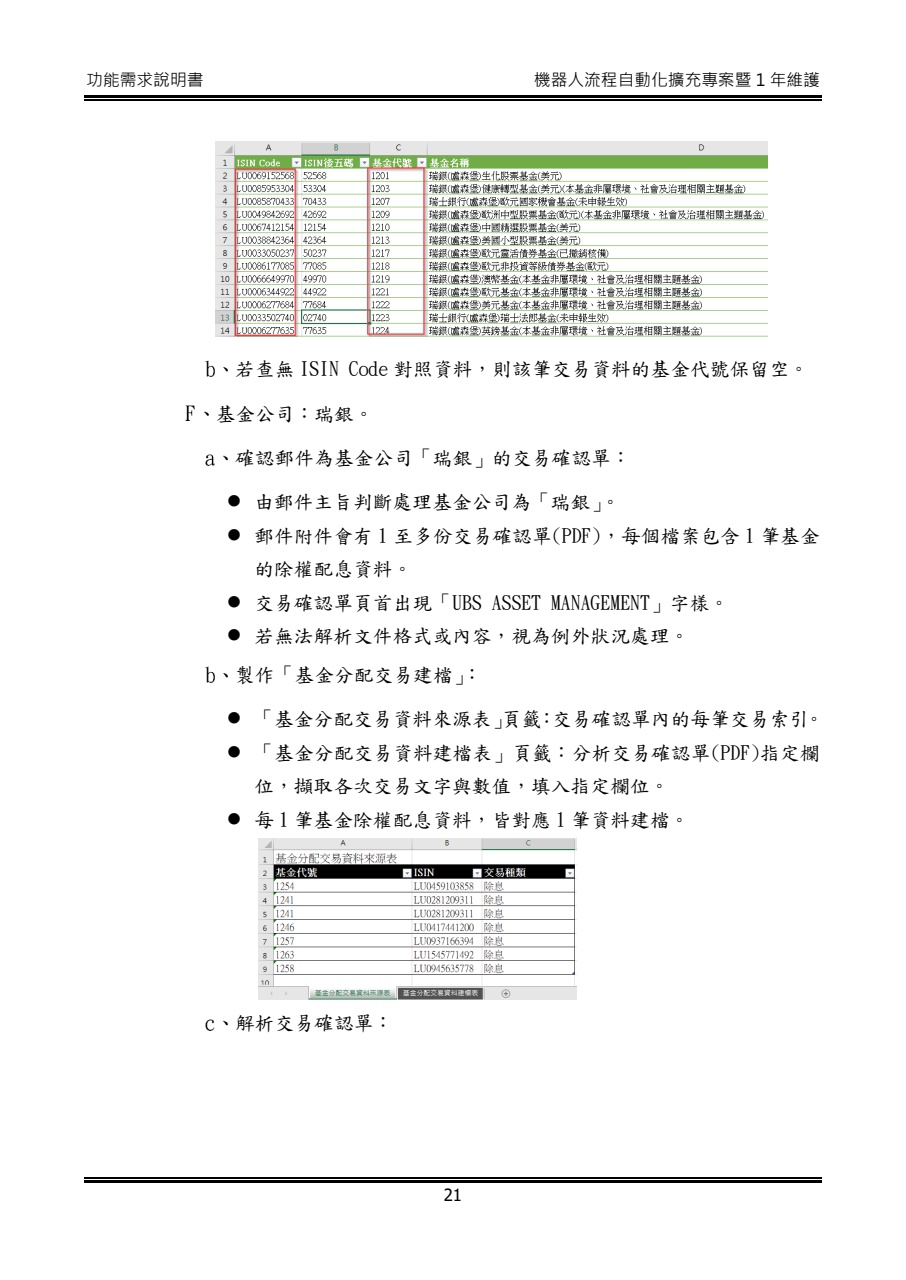 功能需求說明書 機器人流程自動化擴充專案暨 1 年維護
A B C D
1 ISIN Code ISIN後五碼 基金代號 基金名稱
2 LU0069152568 52568 1201 瑞銀(盧森堡)生化股票基金(美元)
3 LU0085953304 53304 1203 瑞銀(盧森堡)健康轉型基金(美元)(本基金非屬環境、社會及治理相關主題基金)
4 LU0085870433 70433 1207 瑞士銀行(盧森堡)歐元國家機會基金(未申報生效)
5 LU0049842692 42692 1209 瑞銀(盧森堡)歐洲中型股票基金(歐元)(本基金非屬環境、社會及治理相關主題基金)
6 LU0067412154 12154 1210 瑞銀(盧森堡)中國精選股票基金(美元)
7 LU0038842364 42364 1213 瑞銀(盧森堡)美國小型股票基金(美元)
8 LU0033050237 50237 1217 瑞銀(盧森堡)歐元靈活債券基金(已撤銷核備)
9 LU0086177085 77085 1218 瑞銀(盧森堡)歐元非投資等級債券基金(歐元)
10 LU0066649970 49970 1219 瑞銀(盧森堡)澳幣基金(本基金非屬環境、社會及治理相關主題基金)
11 LU0006344922 44922 1221 瑞銀(盧森堡)歐元基金(本基金非屬環境、社會及治理相關主題基金)
12 LU0006277684 77684 1222 瑞銀(盧森堡)美元基金(本基金非屬環境、社會及治理相關主題基金)
13 LU0033502740 02740 1223 瑞士銀行(盧森堡)瑞士法郎基金(未申報生效)
14 LU0006277635 77635 1224 瑞銀(盧森堡)英鎊基金(本基金非屬環境、社會及治理相關主題基金)
b、若查無 ISIN Code 對照資料，則該筆交易資料的基金代號保留空。
F、基金公司：瑞銀。
a、確認郵件為基金公司「瑞銀」的交易確認單：
● 由郵件主旨判斷處理基金公司為「瑞銀」。
● 郵件附件會有 1 至多份交易確認單(PDF)，每個檔案包含 1 筆基金
的除權配息資料。
● 交易確認單頁首出現「UBS ASSET MANAGEMENT」字樣。
● 若無法解析文件格式或內容，視為例外狀況處理。
b、製作「基金分配交易建檔」：
● 「基金分配交易資料來源表」頁籤：交易確認單內的每筆交易索引。
● 「基金分配交易資料建檔表」頁籤：分析交易確認單(PDF)指定欄
位，擷取各次交易文字與數值，填入指定欄位。
● 每 1 筆基金除權配息資料，皆對應 1 筆資料建檔。
A B C
1 基金分配交易資料來源表
2 基金代號 ISIN 交易種類
3 1254 LU0459103858 除息
4 1241 LU0281209311 除息
5 1241 LU0281209311 除息
6 1246 LU0417441200 除息
7 1257 LU0937166394 除息
8 1263 LU1545771492 除息
9 1258 LU0945635778 除息
10
基金分配交易資料來源表 基金分配交易資料建檔表
c、解析交易確認單：
21